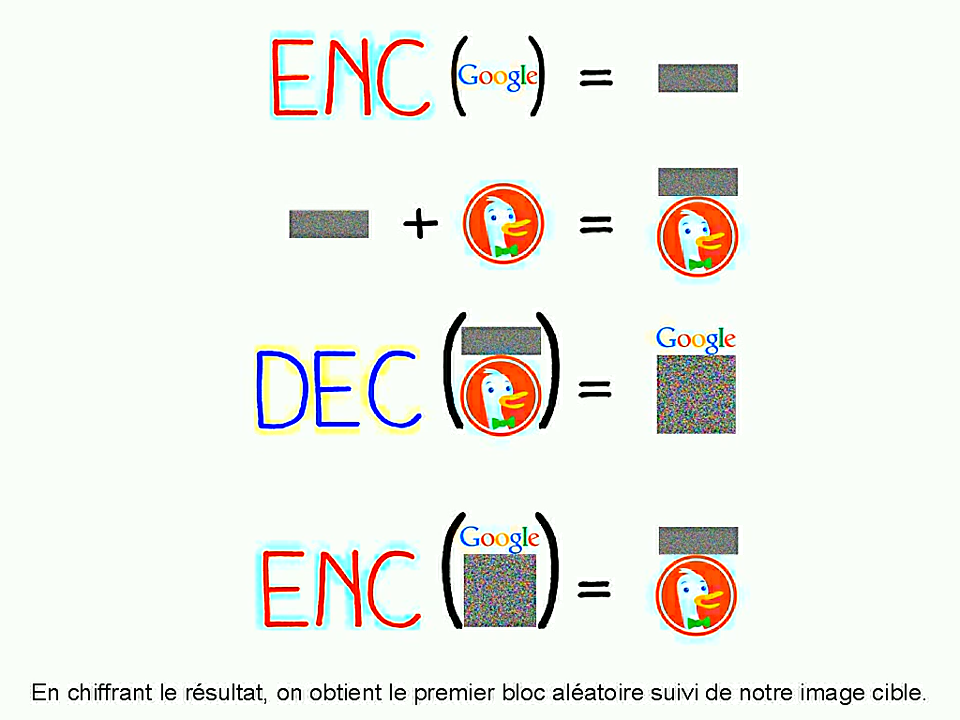 ENC (Google) =
+ =
DEC ( ) = Google
ENC (Google) =
En chiffrant le résultat, on obtient le premier bloc aléatoire suivi de notre image cible.